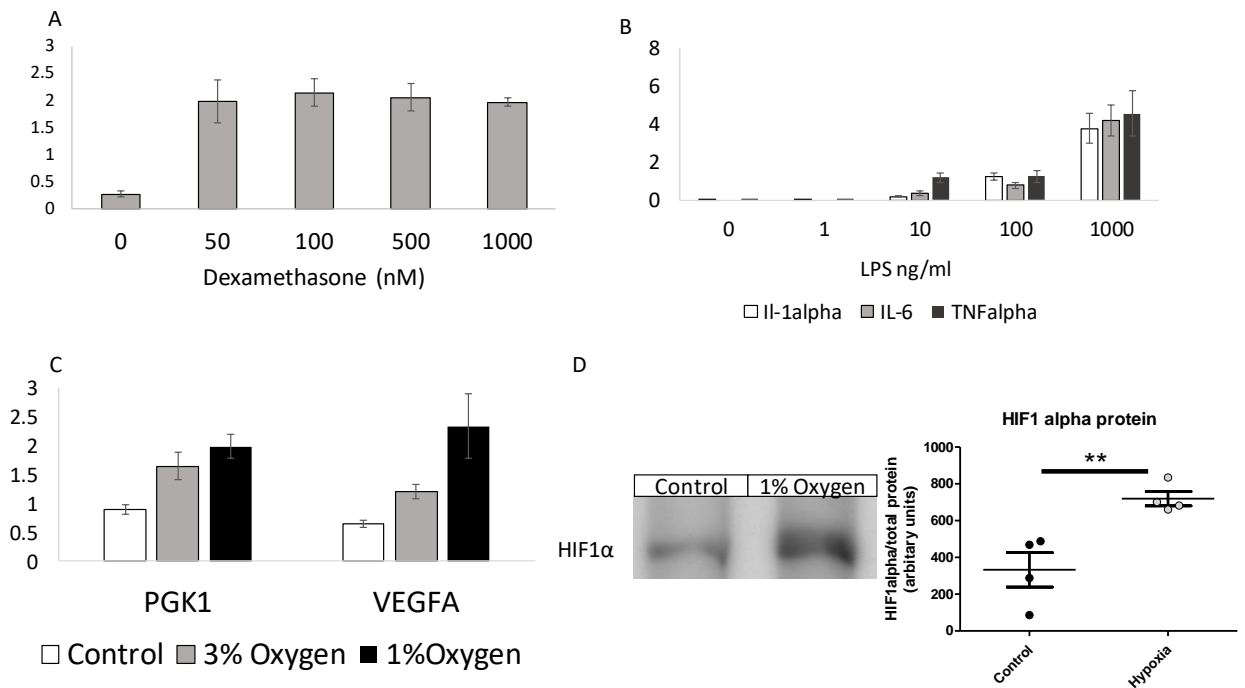 A
3
2.5
2
1.5
1
0.5
0
0 50 100 500 1000
Dexamethasone (nM)
B
8
6
4
2
0
0 1 10 100 1000
LPS ng/ml
Il-1alpha IL-6 TNFalpha
C
3
2.5
2
1.5
1
0.5
0
PGK1 VEGFA
Control 3% Oxygen 1%Oxygen
D
Control 1% Oxygen
HIF1α
HIF1 alpha protein
HIF1alpha/total protein
(arbitary units)
1000
800
600
400
200
0
**
Control Hypoxia